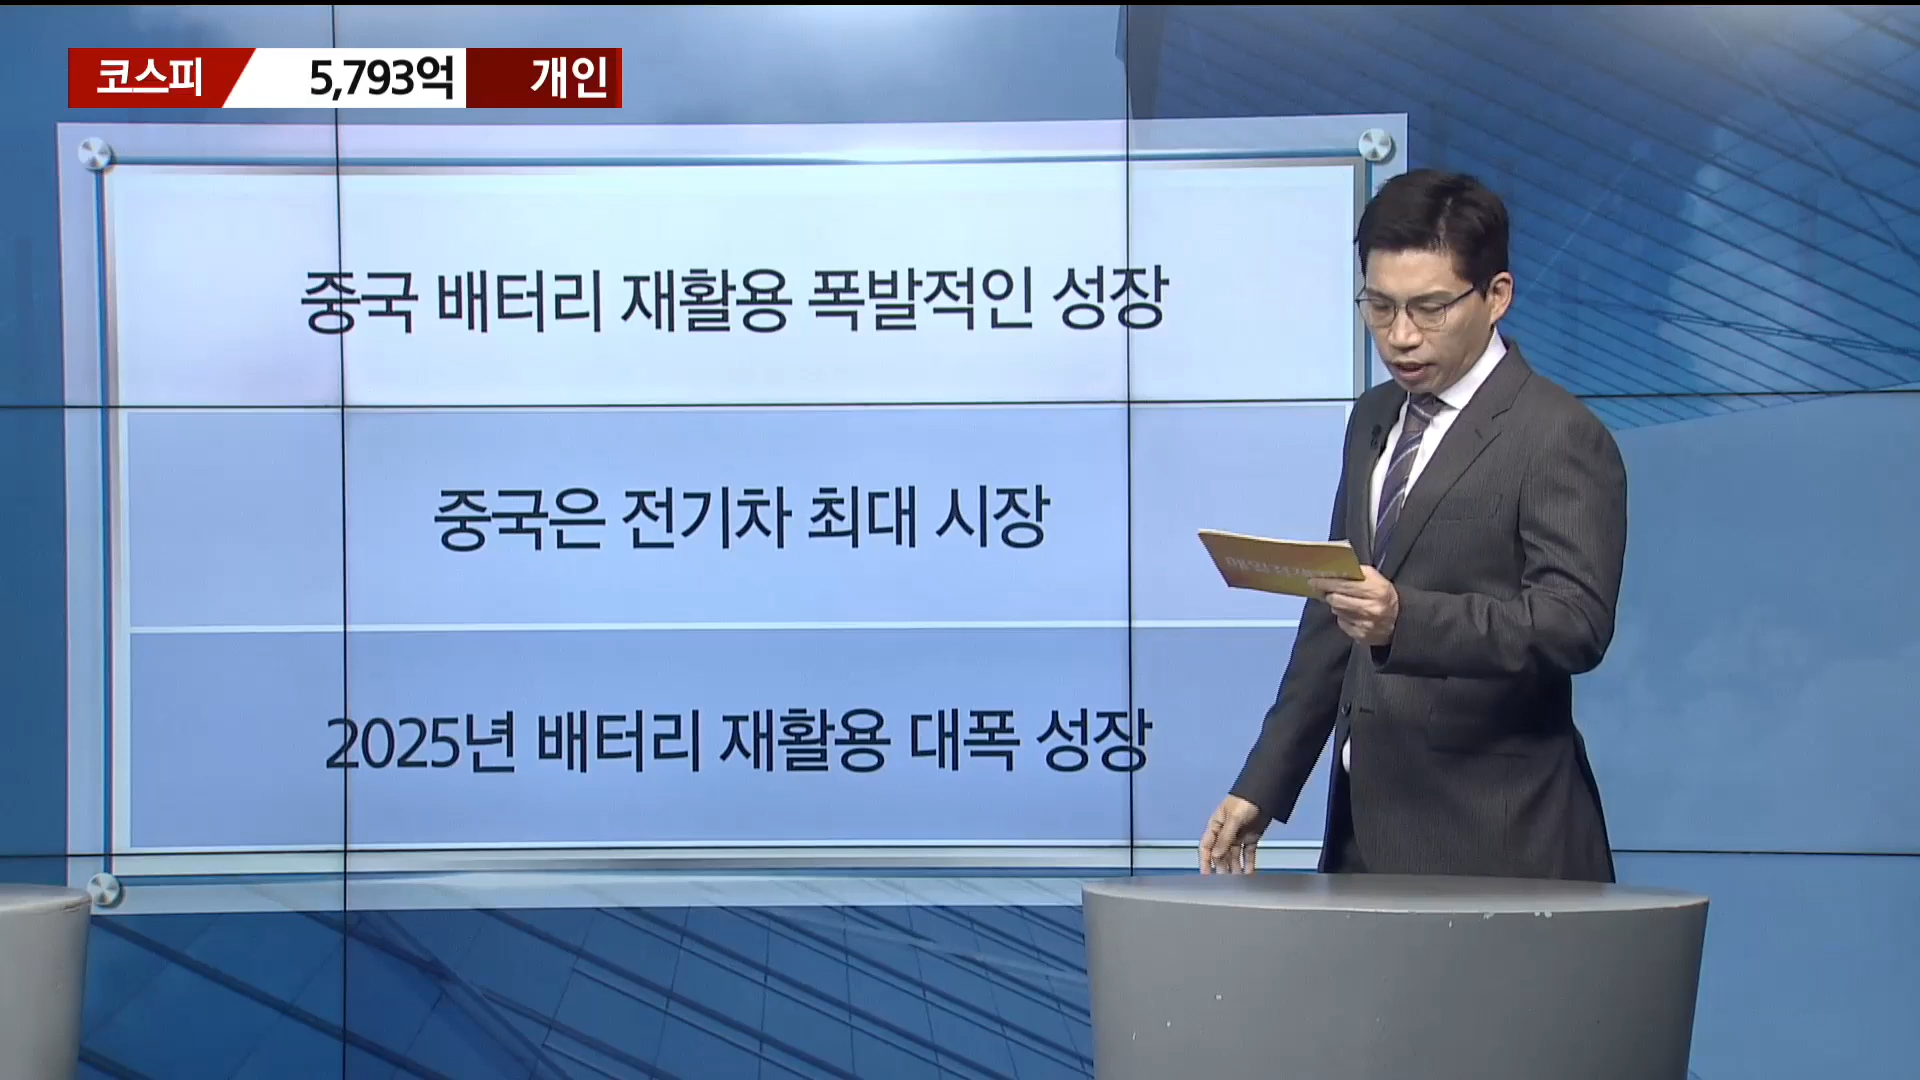 코스피 5,793억 개인
중국 배터리 재활용 폭발적인 성장
중국은 전기차 최대 시장
2025년 배터리 재활용 대폭 성장